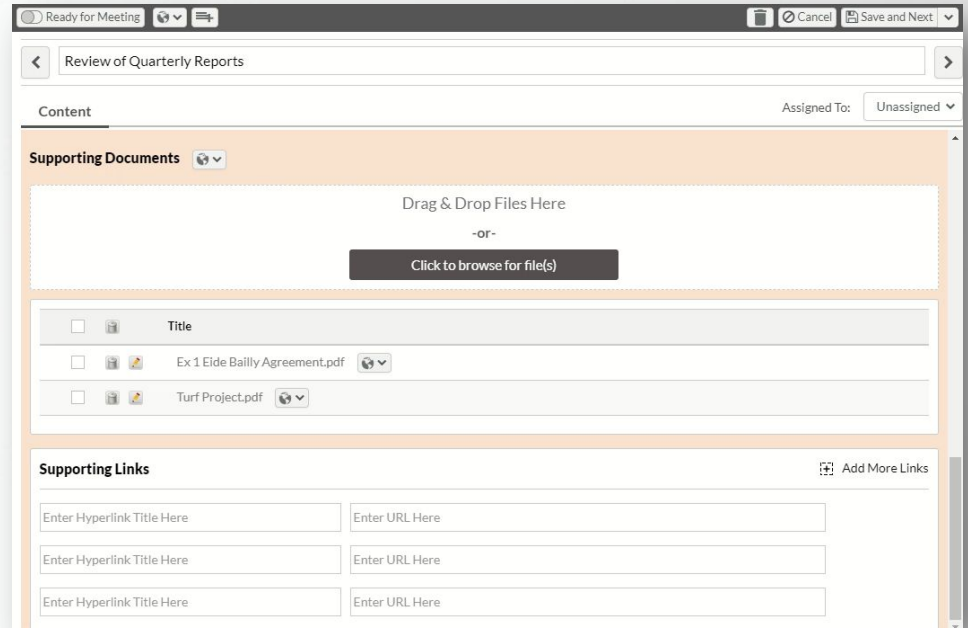 Ready for Meeting
Cancel
Save and Next
Review of Quarterly Reports
Content
Assigned To:
Unassigned
Supporting Documents
Drag & Drop Files Here
-or-
Click to browse for file(s)
Title
Ex 1 Eide Bailly Agreement.pdf
Turf Project.pdf
Supporting Links
Add More Links
Enter Hyperlink Title Here
Enter URL Here
Enter Hyperlink Title Here
Enter URL Here
Enter Hyperlink Title Here
Enter URL Here